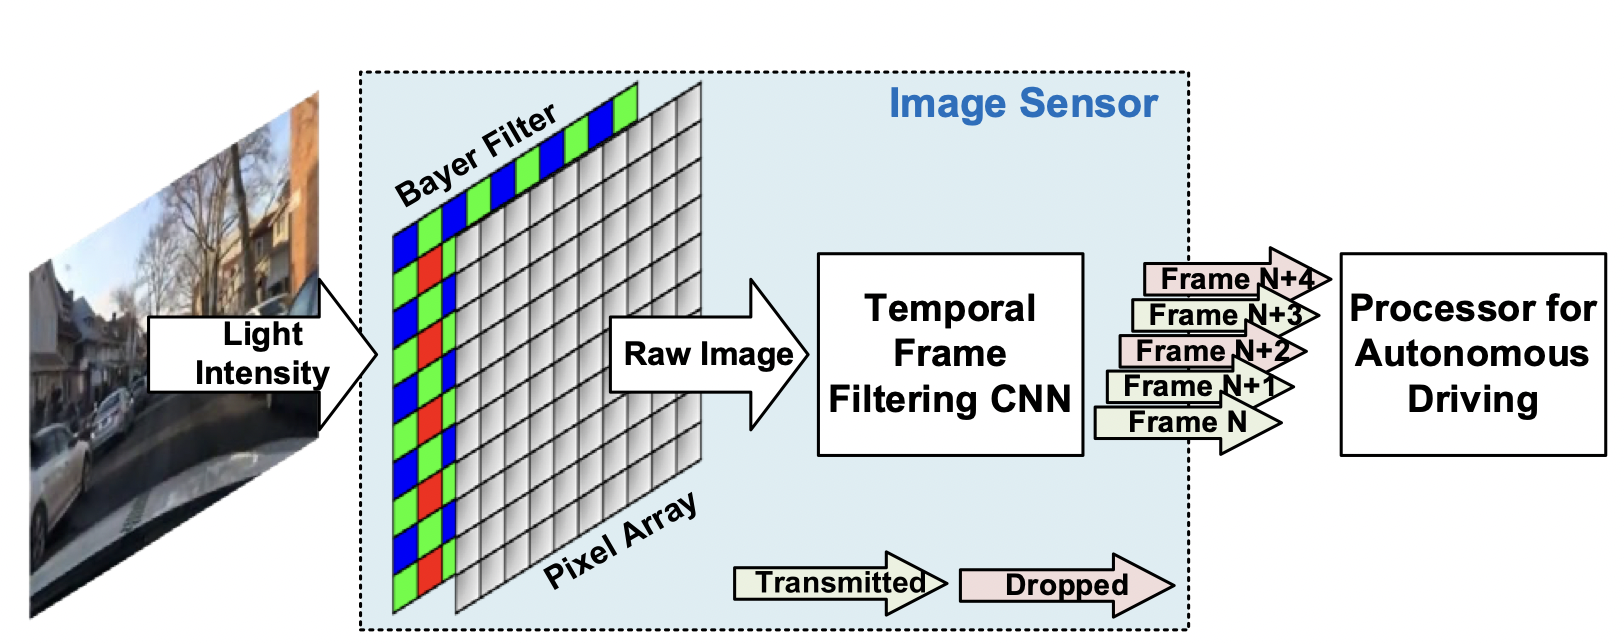 Image Sensor
Bayer Filter
Light
Intensity
Raw Image
Temporal
Frame
Filtering CNN
Frame N+4
Frame N+3
Frame N+2
Frame N+1
Frame N
Processor for
Autonomous
Driving
Pixel Array
Transmitted
Dropped